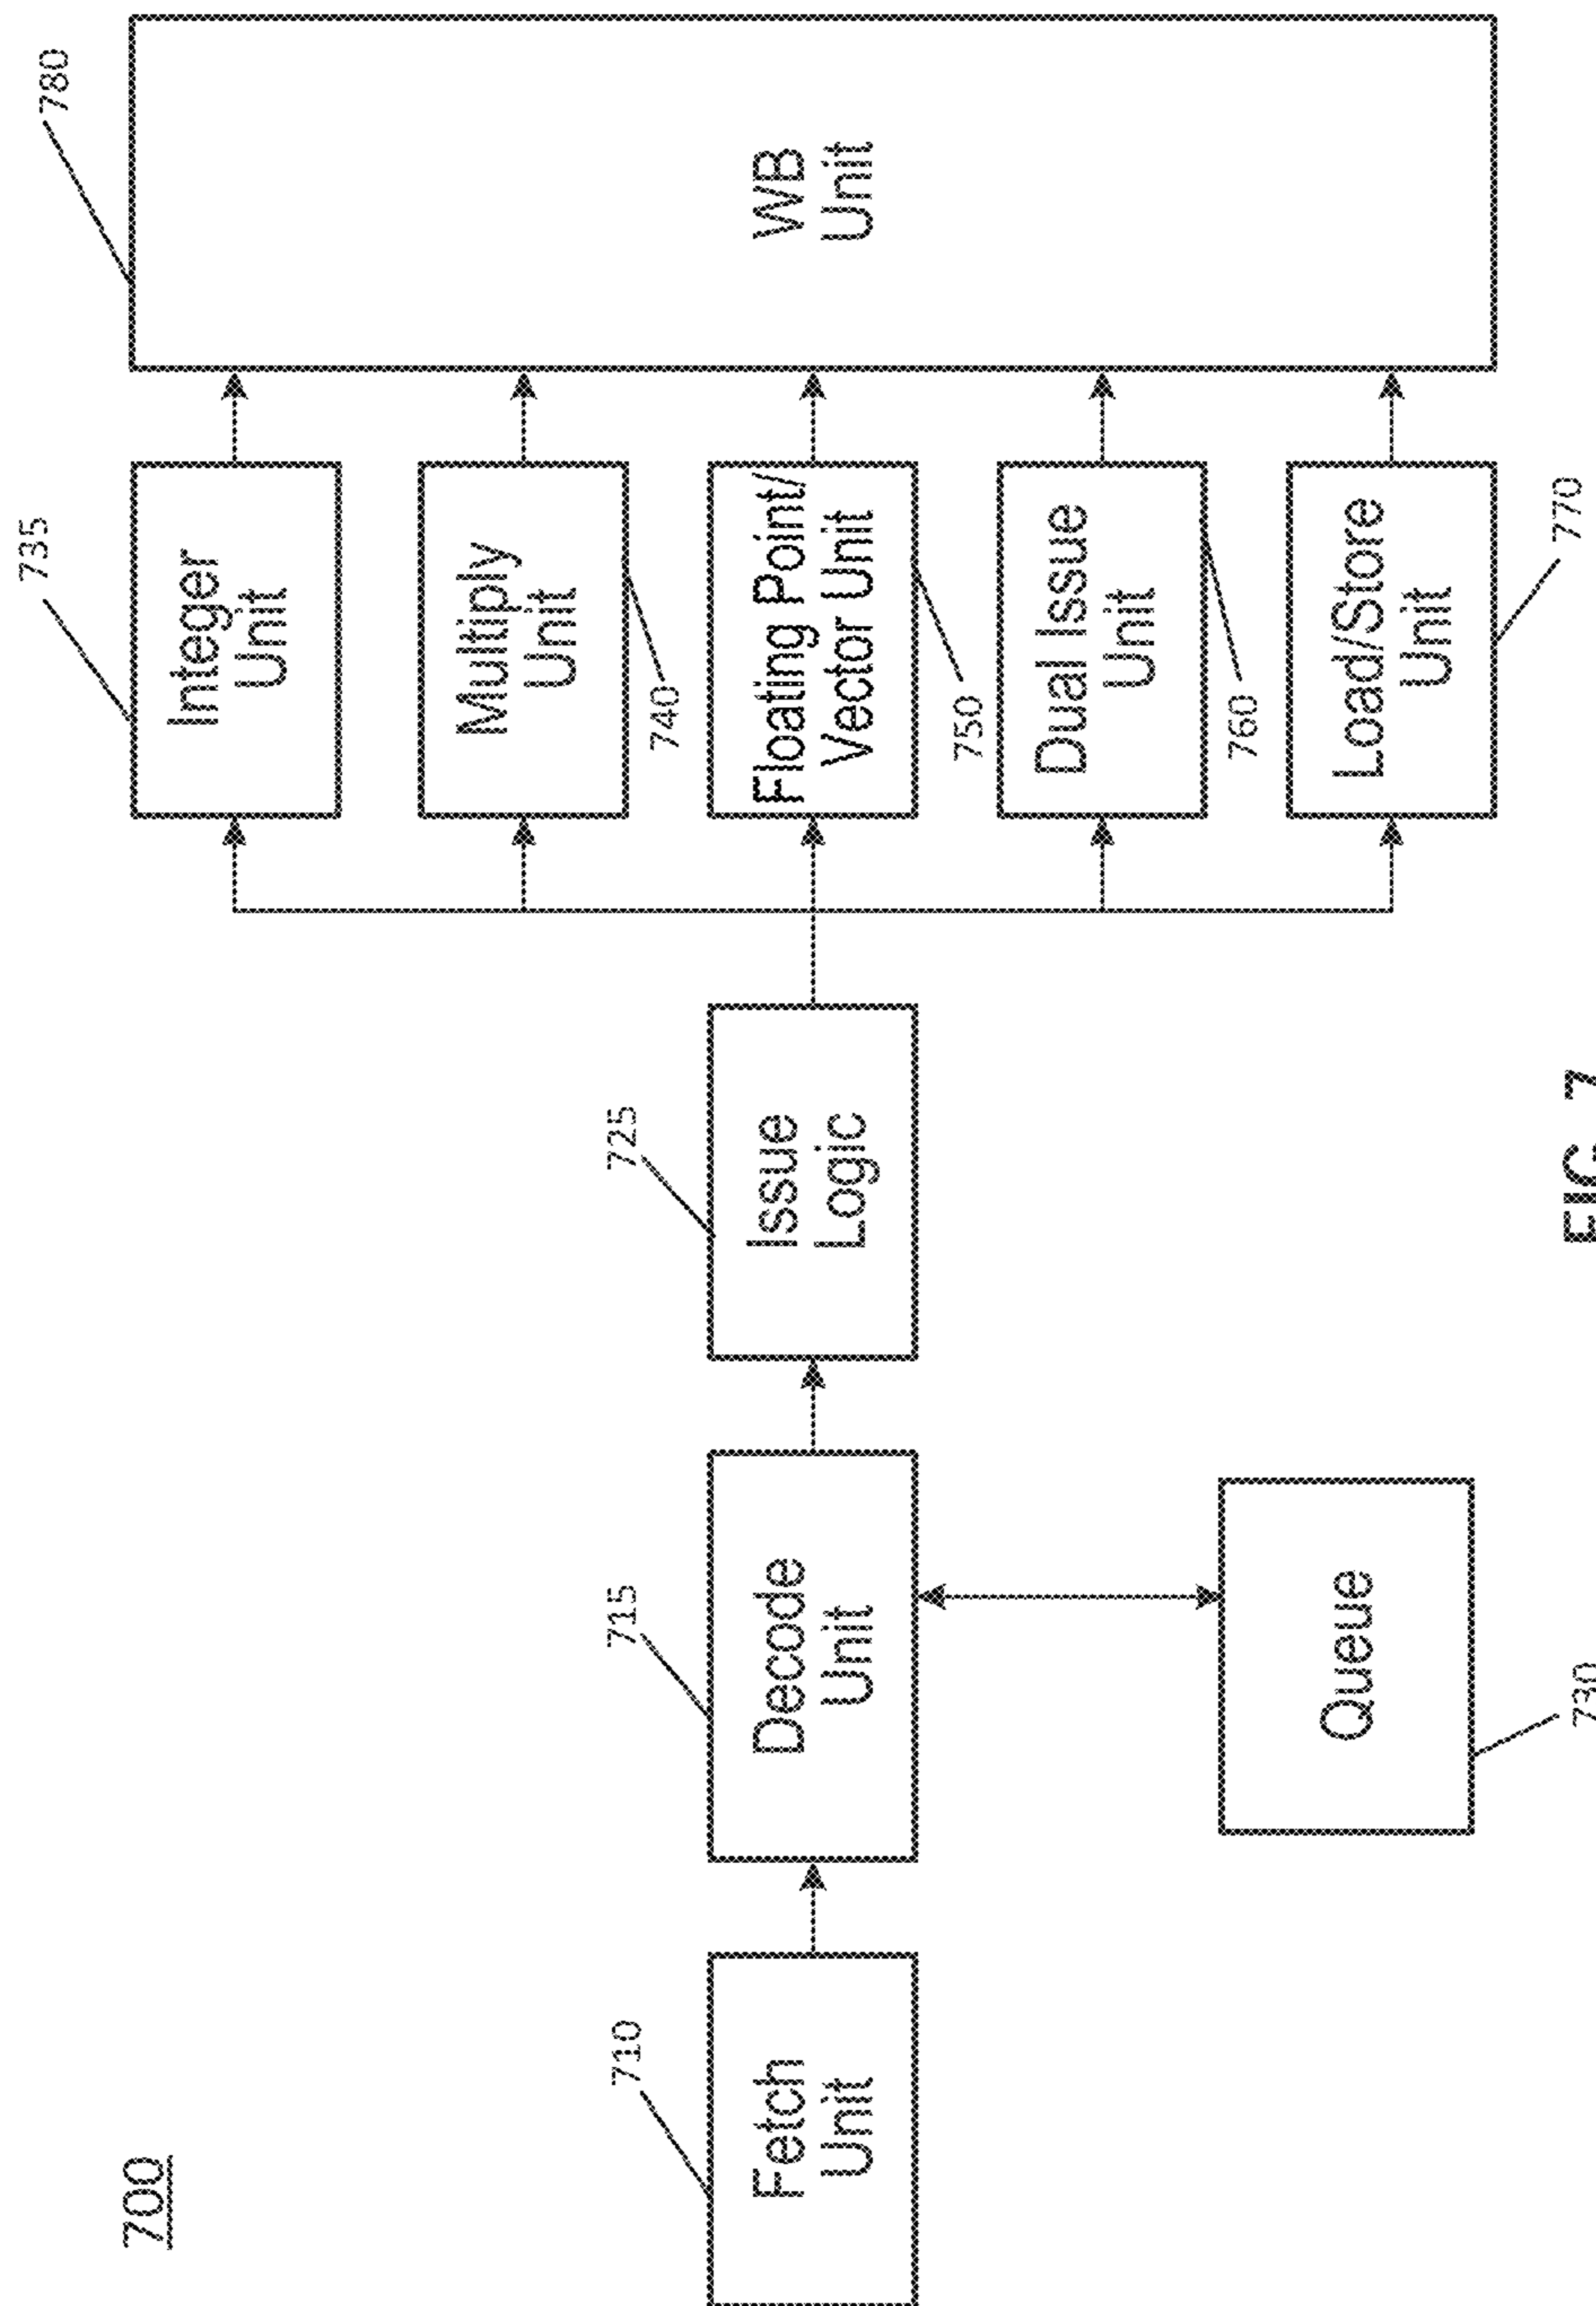 700
710
Fetch
Unit
715
Decode
Unit
Queue
730
725
Issue
Logic
735
Integer
Unit
Multiply
Unit
740
Floating Point/
Vector Unit
750
Dual Issue
Unit
760
Load/Store
Unit
770
780
WB
Unit
FIG. 7